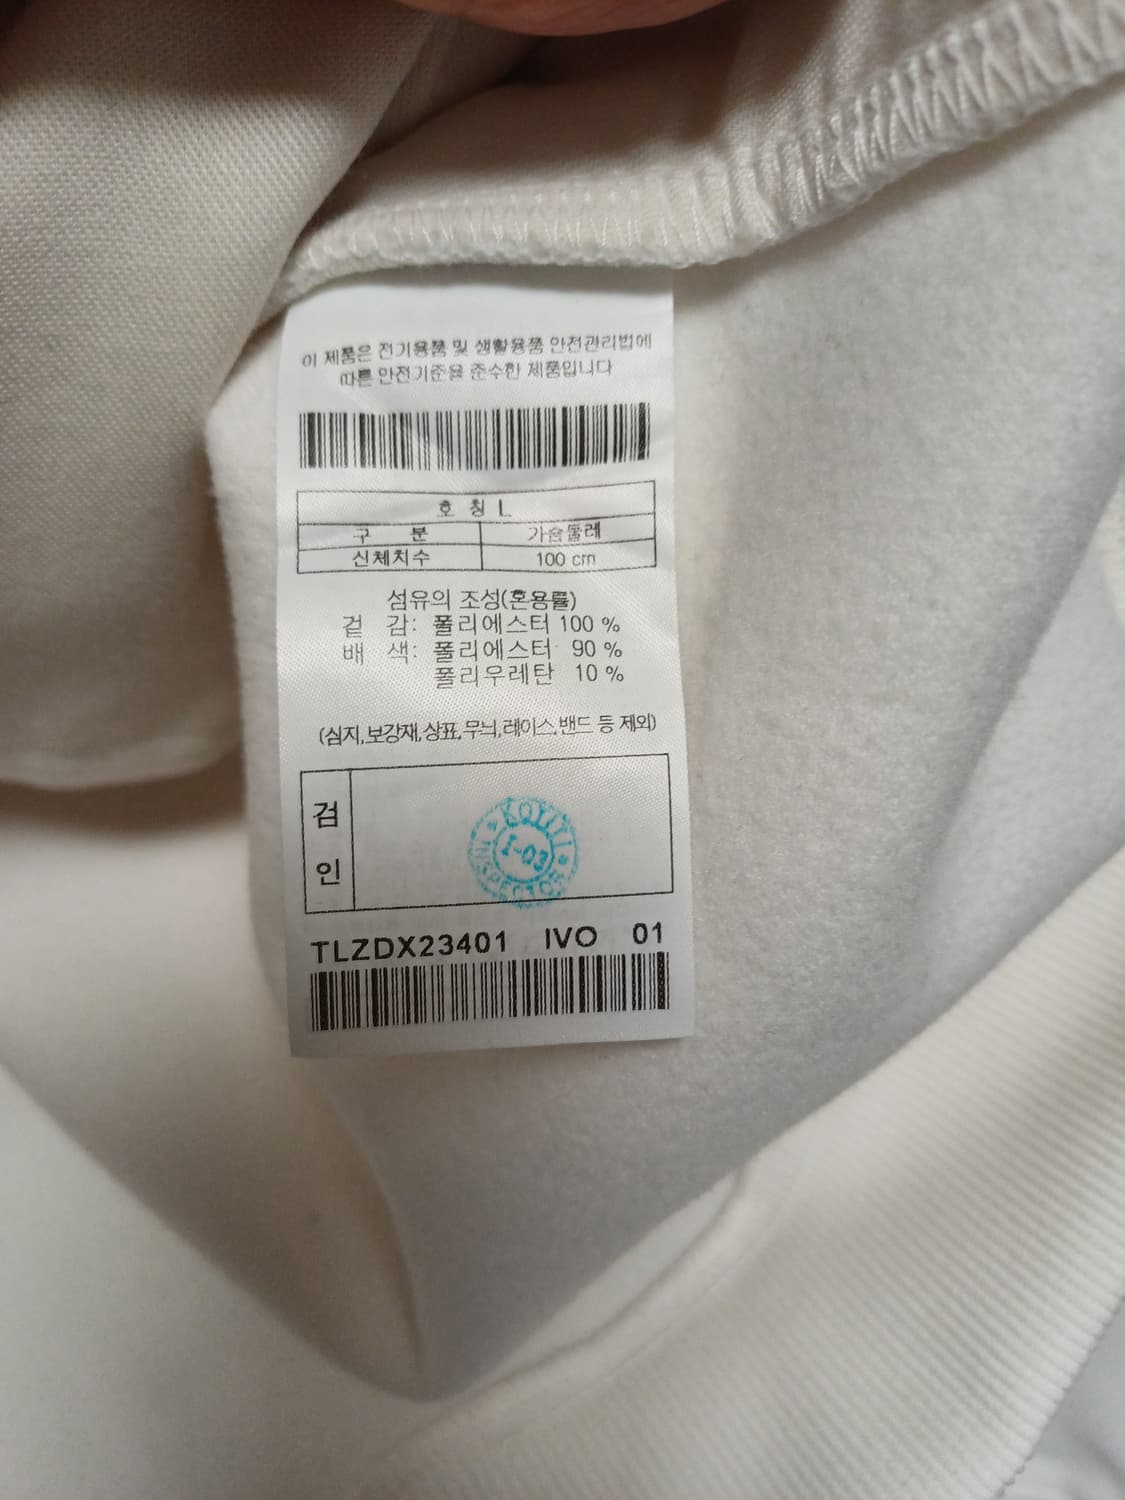 이 제품은 전기용품 및 생활용품 안전관리법에
따른 안전기준을 준수한 제품입니다
호 칭 L
구 분 가슴둘레
신체치수 100 cm
섬유의 조성(혼용률)
겉 감: 폴리에스터 100 %
배 색: 폴리에스터 90 %
폴리우레탄 10 %
(심지,보강재,상표,무늬,레이스,밴드 등 제외)
검
인
KOTITI
I-03
INSPECTOR
TLZDX23401 IVO 01